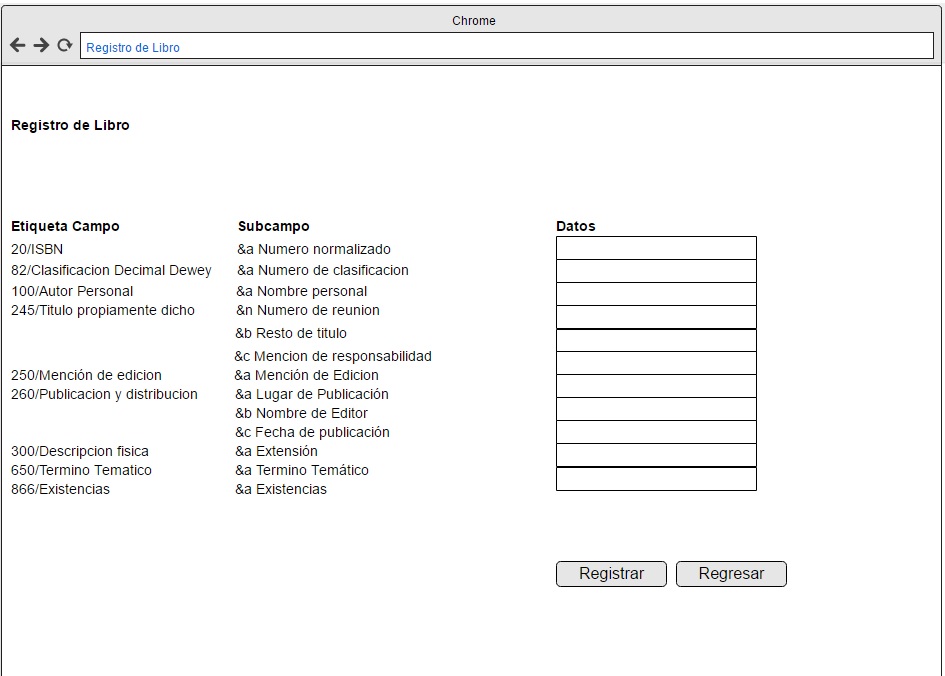 Chrome
Registro de Libro
Registro de Libro
Etiqueta Campo Subcampo Datos
20/ISBN &a Numero normalizado
82/Clasificacion Decimal Dewey &a Numero de clasificacion
100/Autor Personal &a Nombre personal
245/Titulo propiamente dicho &n Numero de reunion
&b Resto de titulo
&c Mencion de responsabilidad
250/Mención de edicion &a Mención de Edicion
260/Publicacion y distribucion &a Lugar de Publicación
&b Nombre de Editor
&c Fecha de publicación
300/Descripcion fisica &a Extensión
650/Termino Tematico &a Termino Temático
866/Existencias &a Existencias
Registrar Regresar